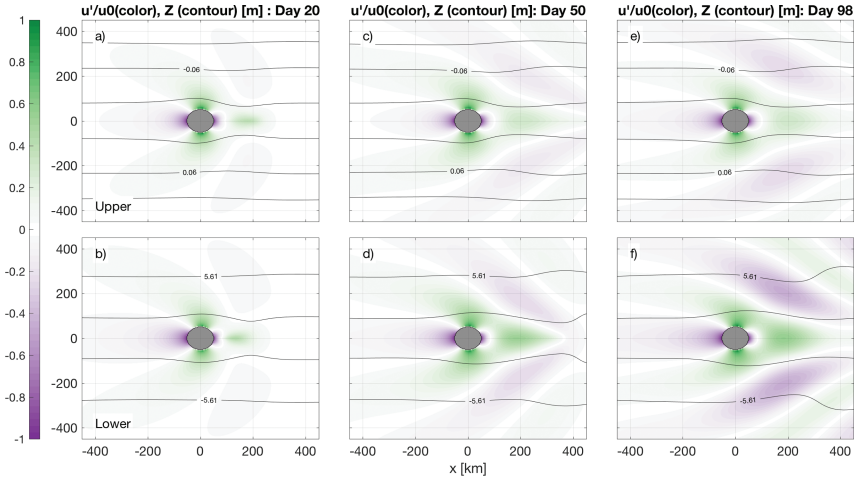 u'/u0(color), Z (contour) [m] : Day 20
u'/u0(color), Z (contour) [m]: Day 50
u'/u0(color), Z (contour) [m]: Day 98
1
0.8
0.6
0.4
0.2
0
-0.2
-0.4
-0.6
-0.8
-1
a)
400
200
0
-200
-400
-0.06
0.06
Upper
c)
-0.06
0.06
e)
-0.06
0.06
b)
400
200
0
-200
-400
5.61
-5.61
Lower
d)
5.61
-5.61
f)
5.61
-5.61
-400 -200 0 200 400
-400 -200 0 200 400
-400 -200 0 200 400
x [km]